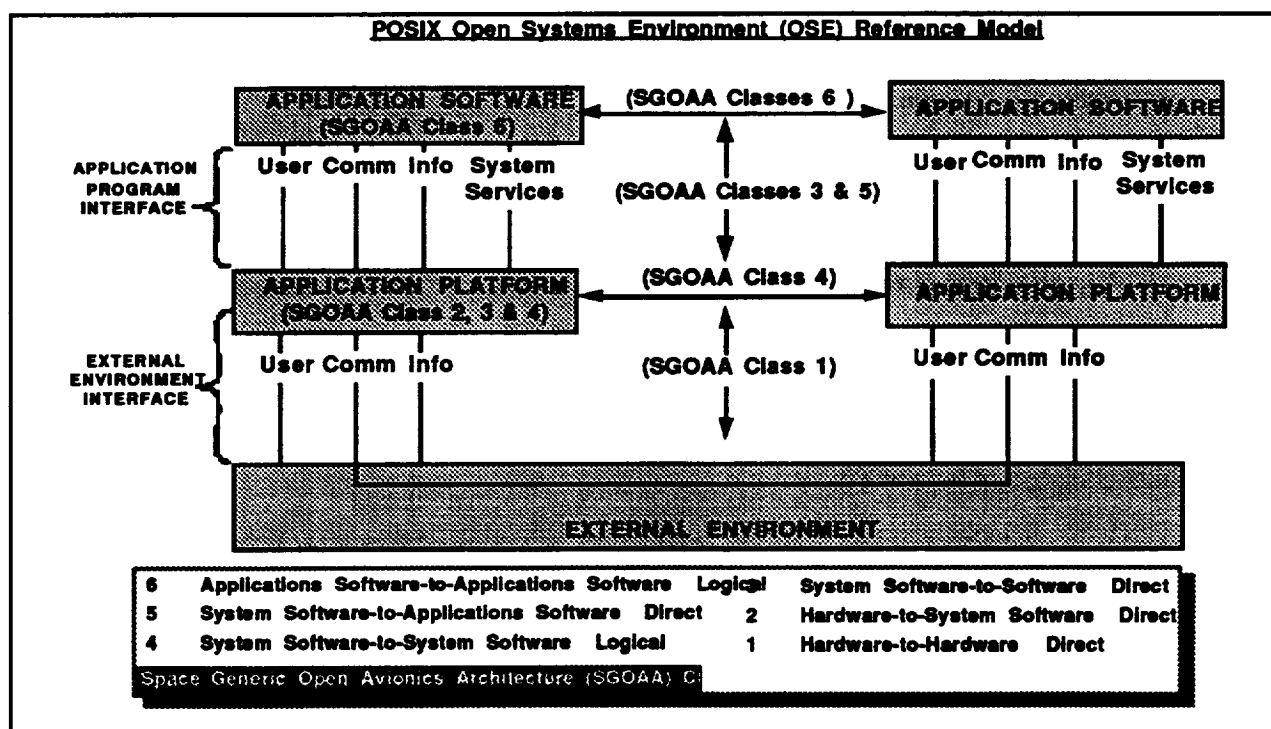 POSIX Open Systems Environment (OSE) Reference Model
APPLICATION SOFTWARE
(SGOAA Class 6)
(SGOAA Classes 6 )
APPLICATION SOFTWARE
APPLICATION
PROGRAM
INTERFACE
User Comm Info System
Services
(SGOAA Classes 3 & 5)
User Comm Info System
Services
APPLICATION PLATFORM
(SGOAA Class 2, 3 & 4)
(SGOAA Class 4)
APPLICATION PLATFORM
EXTERNAL
ENVIRONMENT
INTERFACE
User Comm Info
(SGOAA Class 1)
User Comm Info
EXTERNAL ENVIRONMENT
6 Applications Software-to-Applications Software Logical
5 System Software-to-Applications Software Direct
4 System Software-to-System Software Logical
System Software-to-Software Direct
2 Hardware-to-System Software Direct
1 Hardware-to-Hardware Direct
Space Generic Open Avionics Architecture (SGOAA) C